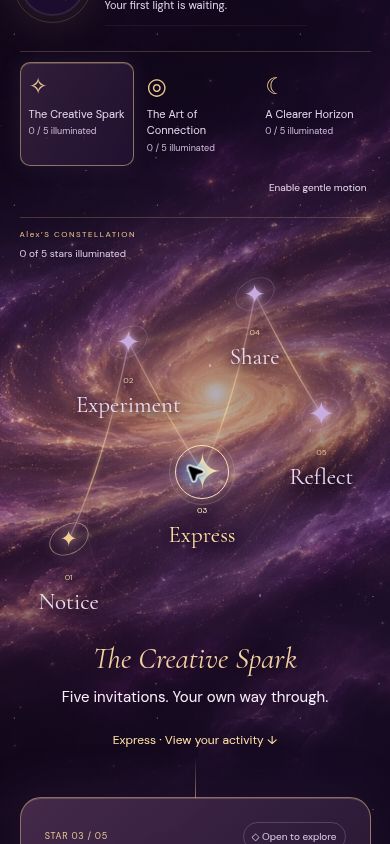 Your first light is waiting.
The Creative Spark
0 / 5 illuminated
The Art of
Connection
0 / 5 illuminated
A Clearer Horizon
0 / 5 illuminated
Enable gentle motion
Alex'S CONSTELLATION
0 of 5 stars illuminated
04
Share
02
Experiment
05
Reflect
03
Express
01
Notice
The Creative Spark
Five invitations. Your own way through.
Express · View your activity ↓
STAR 03 / 05
◇ Open to explore